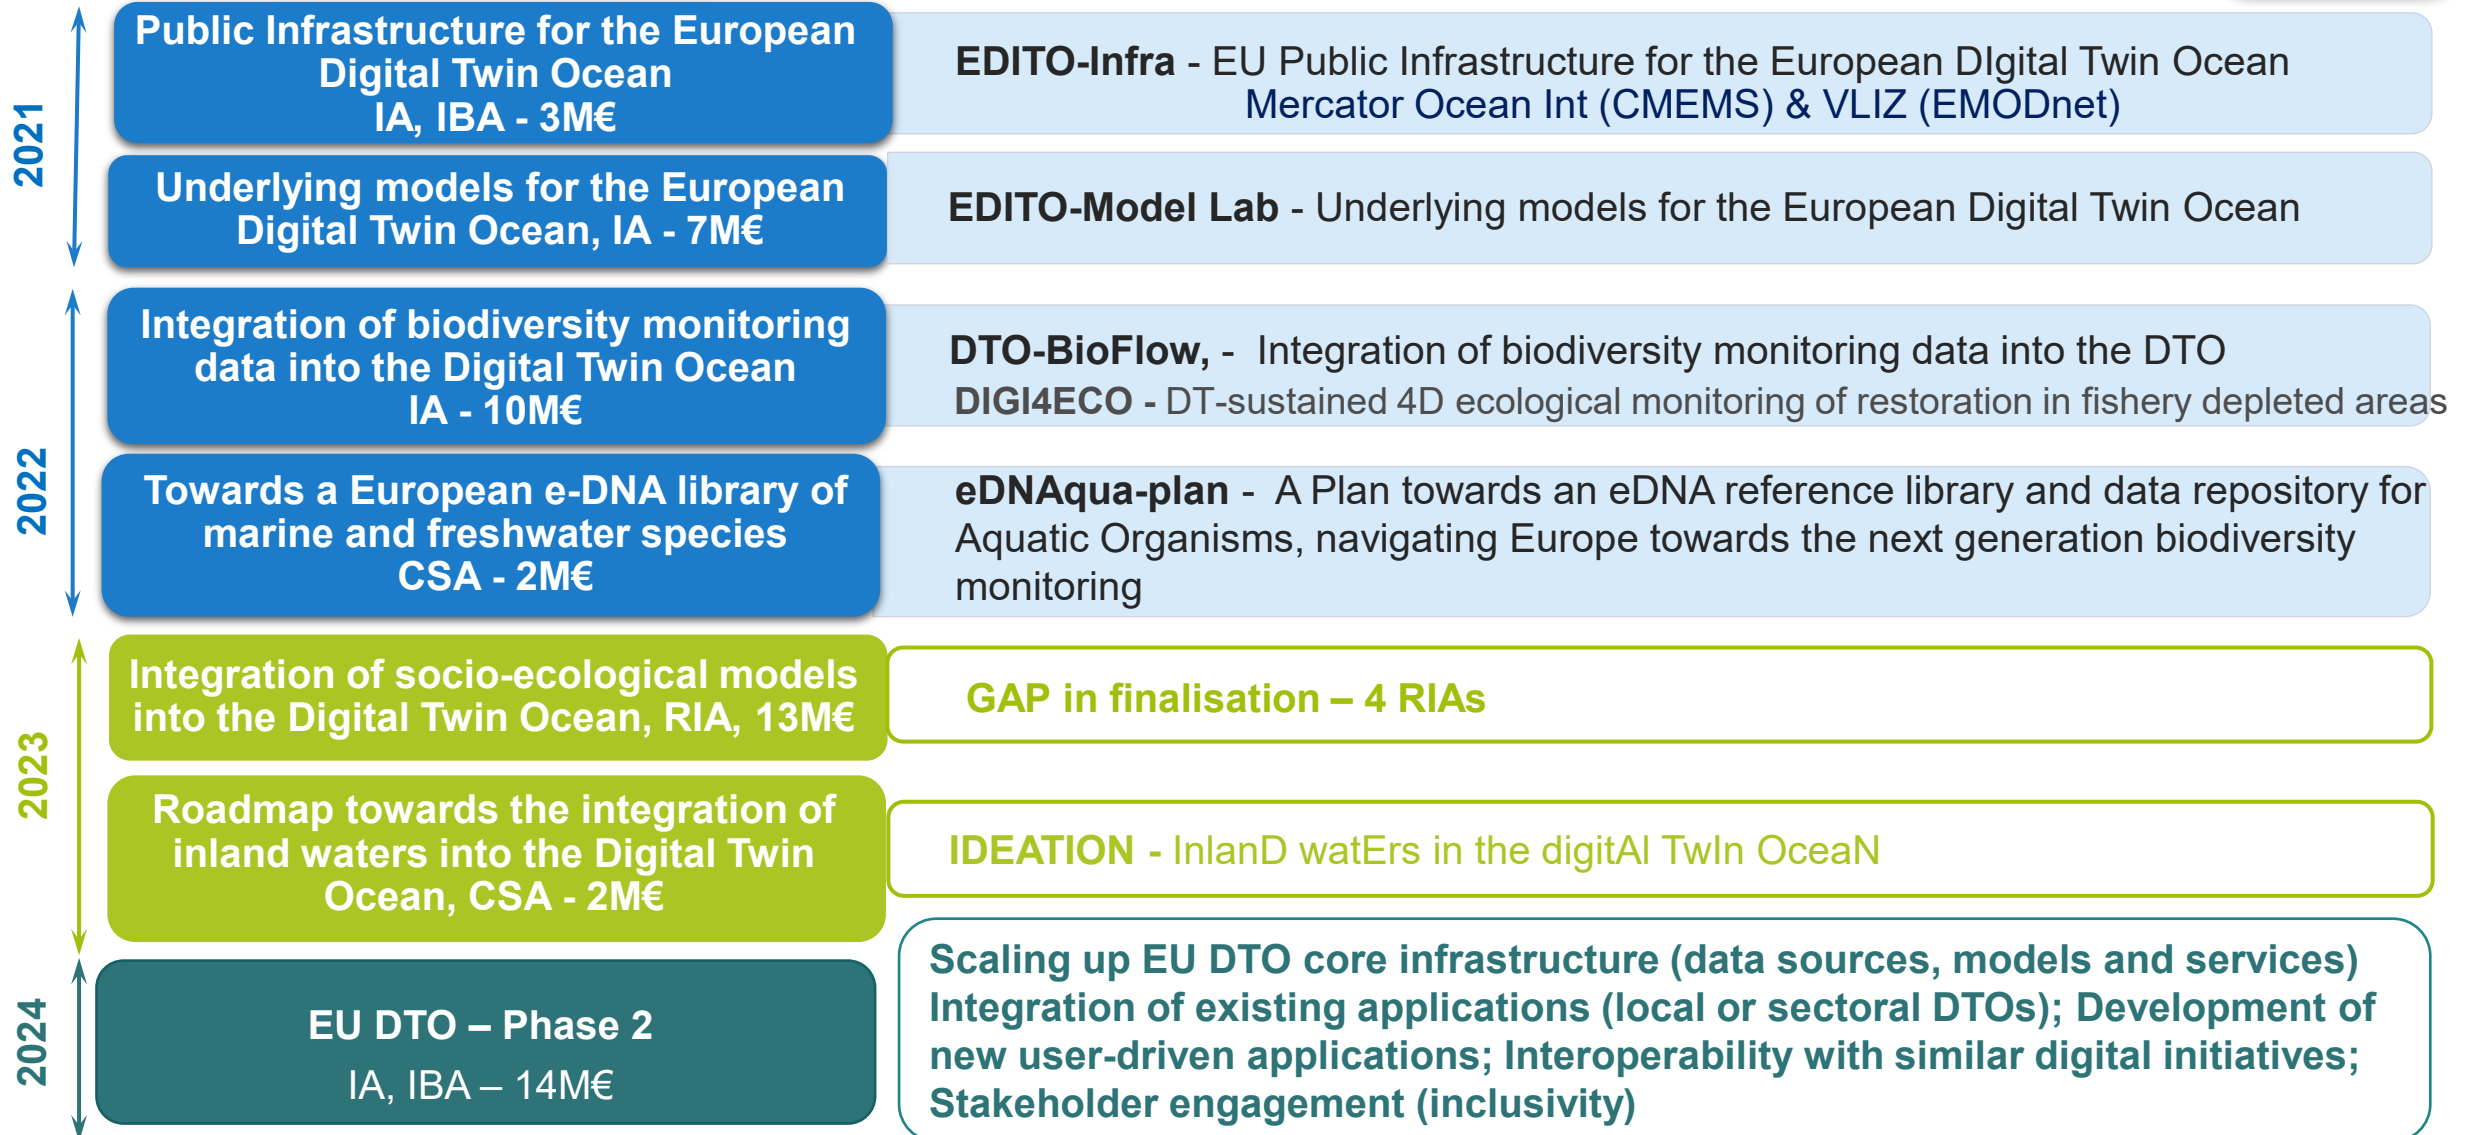 2021
Public Infrastructure for the European
Digital Twin Ocean
IA, IBA - 3M€
EDITO-Infra - EU Public Infrastructure for the European DIgital Twin Ocean
Mercator Ocean Int (CMEMS) & VLIZ (EMODnet)
Underlying models for the European
Digital Twin Ocean, IA - 7M€
EDITO-Model Lab - Underlying models for the European Digital Twin Ocean
2022
Integration of biodiversity monitoring
data into the Digital Twin Ocean
IA - 10M€
DTO-BioFlow, - Integration of biodiversity monitoring data into the DTO
DIGI4ECO - DT-sustained 4D ecological monitoring of restoration in fishery depleted areas
Towards a European e-DNA library of
marine and freshwater species
CSA - 2M€
eDNAqua-plan - A Plan towards an eDNA reference library and data repository for
Aquatic Organisms, navigating Europe towards the next generation biodiversity
monitoring
2023
Integration of socio-ecological models
into the Digital Twin Ocean, RIA, 13M€
GAP in finalisation – 4 RIAs
Roadmap towards the integration of
inland waters into the Digital Twin
Ocean, CSA - 2M€
IDEATION - InlanD watErs in the digitAl TwIn OceaN
2024
EU DTO – Phase 2
IA, IBA – 14M€
Scaling up EU DTO core infrastructure (data sources, models and services)
Integration of existing applications (local or sectoral DTOs); Development of
new user-driven applications; Interoperability with similar digital initiatives;
Stakeholder engagement (inclusivity)